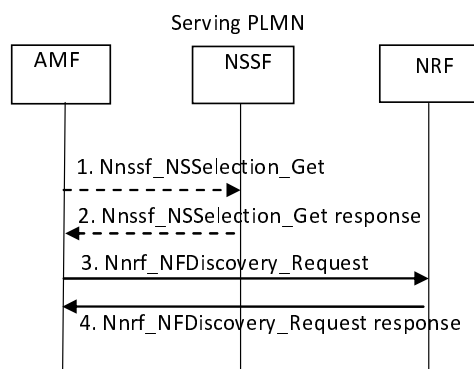 Serving PLMN
AMF
NSSF
NRF
1. Nnssf_NSSelection_Get
2. Nnssf_NSSelection_Get response
3. Nnrf_NFDiscovery_Request
4. Nnrf_NFDiscovery_Request response